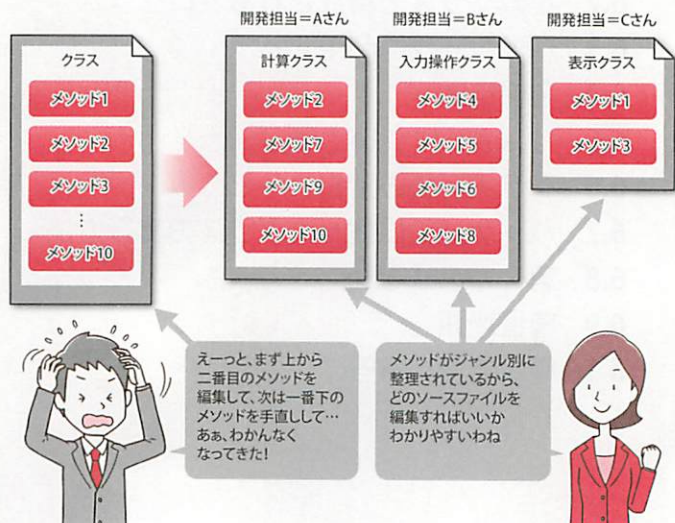 開発担当=Aさん
開発担当=Bさん
開発担当=Cさん
クラス
メソッド1
メソッド2
メソッド3
⋮
メソッド10
計算クラス
メソッド2
メソッド7
メソッド9
メソッド10
入力操作クラス
メソッド4
メソッド5
メソッド6
メソッド8
表示クラス
メソッド1
メソッド3
えーっと、まず上から
二番目のメソッドを
編集して、次は一番下の
メソッドを手直しして…
あぁ、わかんなく
なってきた!
メソッドがジャンル別に
整理されているから、
どのソースファイルを
編集すればいいか
わかりやすいわね